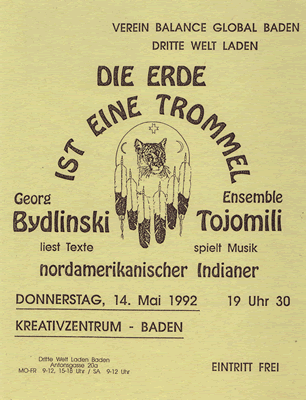 VEREIN BALANCE GLOBAL BADEN
DRITTE WELT LADEN
DIE ERDE
IST EINE TROMMEL
Georg Ensemble
Bydlinski Tojomili
liest Texte spielt Musik
nordamerikanischer Indianer
DONNERSTAG, 14. Mai 1992 19 Uhr 30
KREATIVZENTRUM - BADEN
Dritte Welt Laden Baden
Antonsgasse 20a
MO-FR 9-12, 15-18 Uhr / SA 9-12 Uhr
EINTRITT FREI